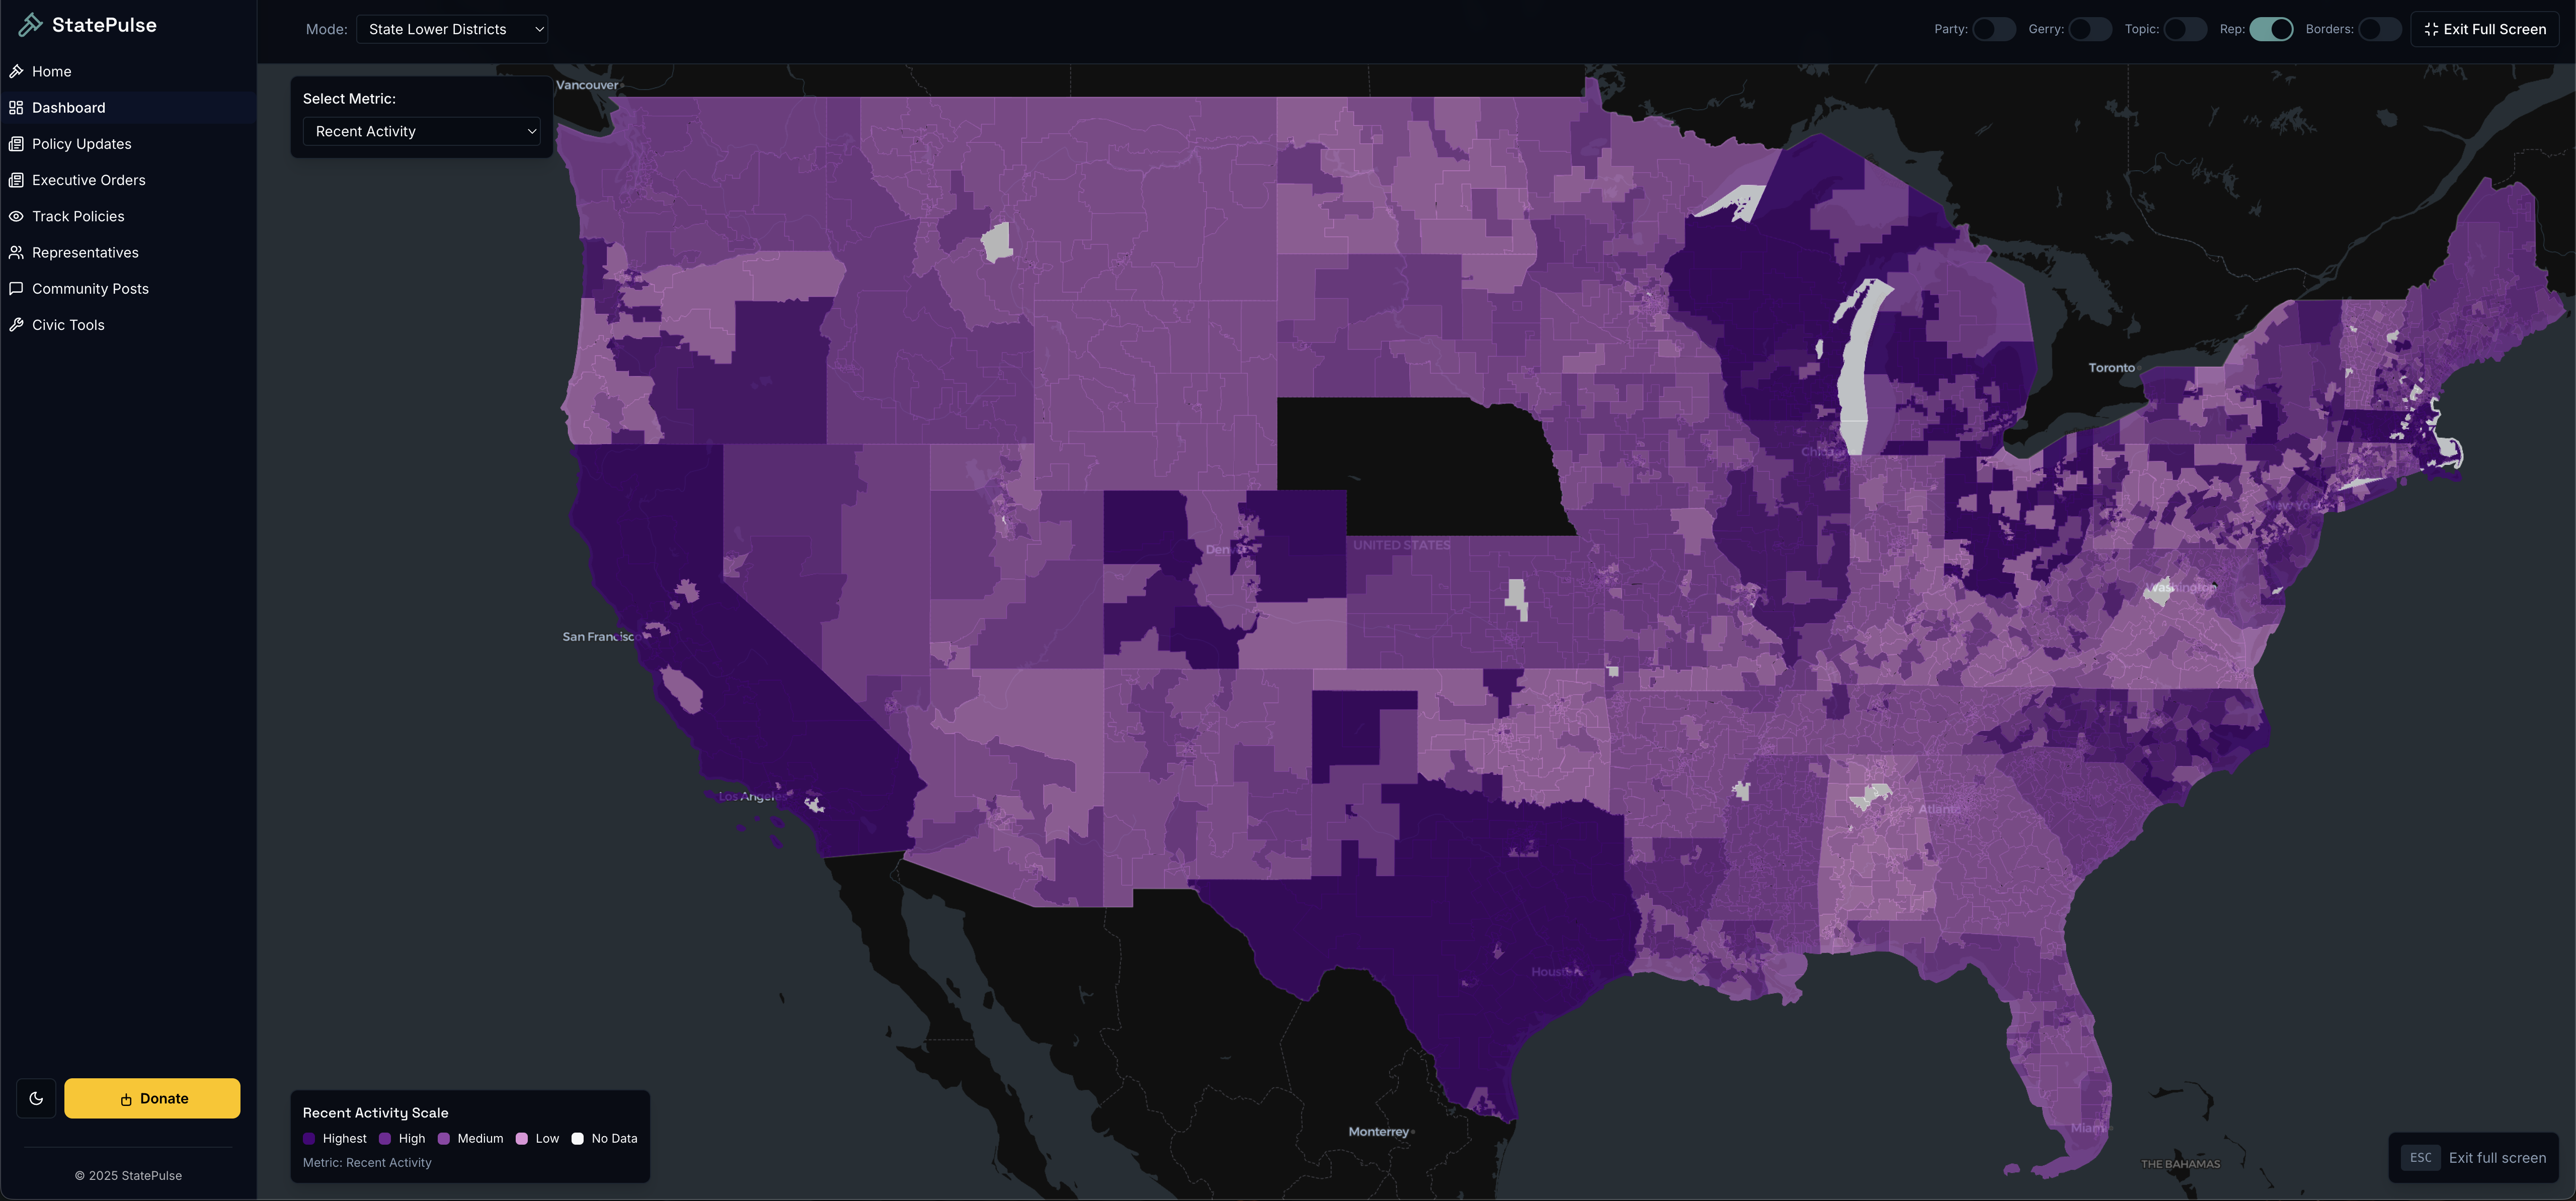 StatePulse
Home
Dashboard
Policy Updates
Executive Orders
Track Policies
Representatives
Community Posts
Civic Tools
Donate
© 2025 StatePulse
Mode: State Lower Districts
Party: Gerry: Topic: Rep: Borders: Exit Full Screen
Select Metric:
Recent Activity
Vancouver
Toronto
Chicago
New York
Denver
UNITED STATES
Washington
San Francisco
Los Angeles
Atlanta
Houston
Miami
Monterrey
THE BAHAMAS
Recent Activity Scale
Highest High Medium Low No Data
Metric: Recent Activity
ESC Exit full screen